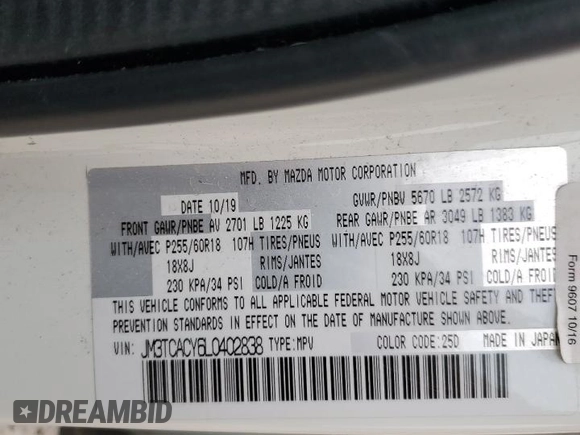 MFD. BY MAZDA MOTOR CORPORATION
DATE 10/19 GVWR/PNBV 5670 LB 2572 KG
FRONT GAWR/PNBE AV 2701 LB 1225 KG REAR GAWR/PNBE AR 3049 LB 1383 KG
WITH/AVEC P255/60R18 107H TIRES/PNEUS WITH/AVEC P255/60R18 107H TIRES/PNEUS
18X8J RIMS/JANTES 18X8J RIMS/JANTES
230 KPA/34 PSI COLD/A FROID 230 KPA/34 PSI COLD/A FROID
THIS VEHICLE CONFORMS TO ALL APPLICABLE FEDERAL MOTOR VEHICLE SAFETY AND THEFT
PREVENTION STANDARDS IN EFFECT ON THE DATE OF MANUFACTURE SHOWN ABOVE.
VIN: JM3TCACY6L0402838 TYPE: MPV COLOR CODE: 25D MADE IN JAPAN
Form 9607 10/16
DREAMBID